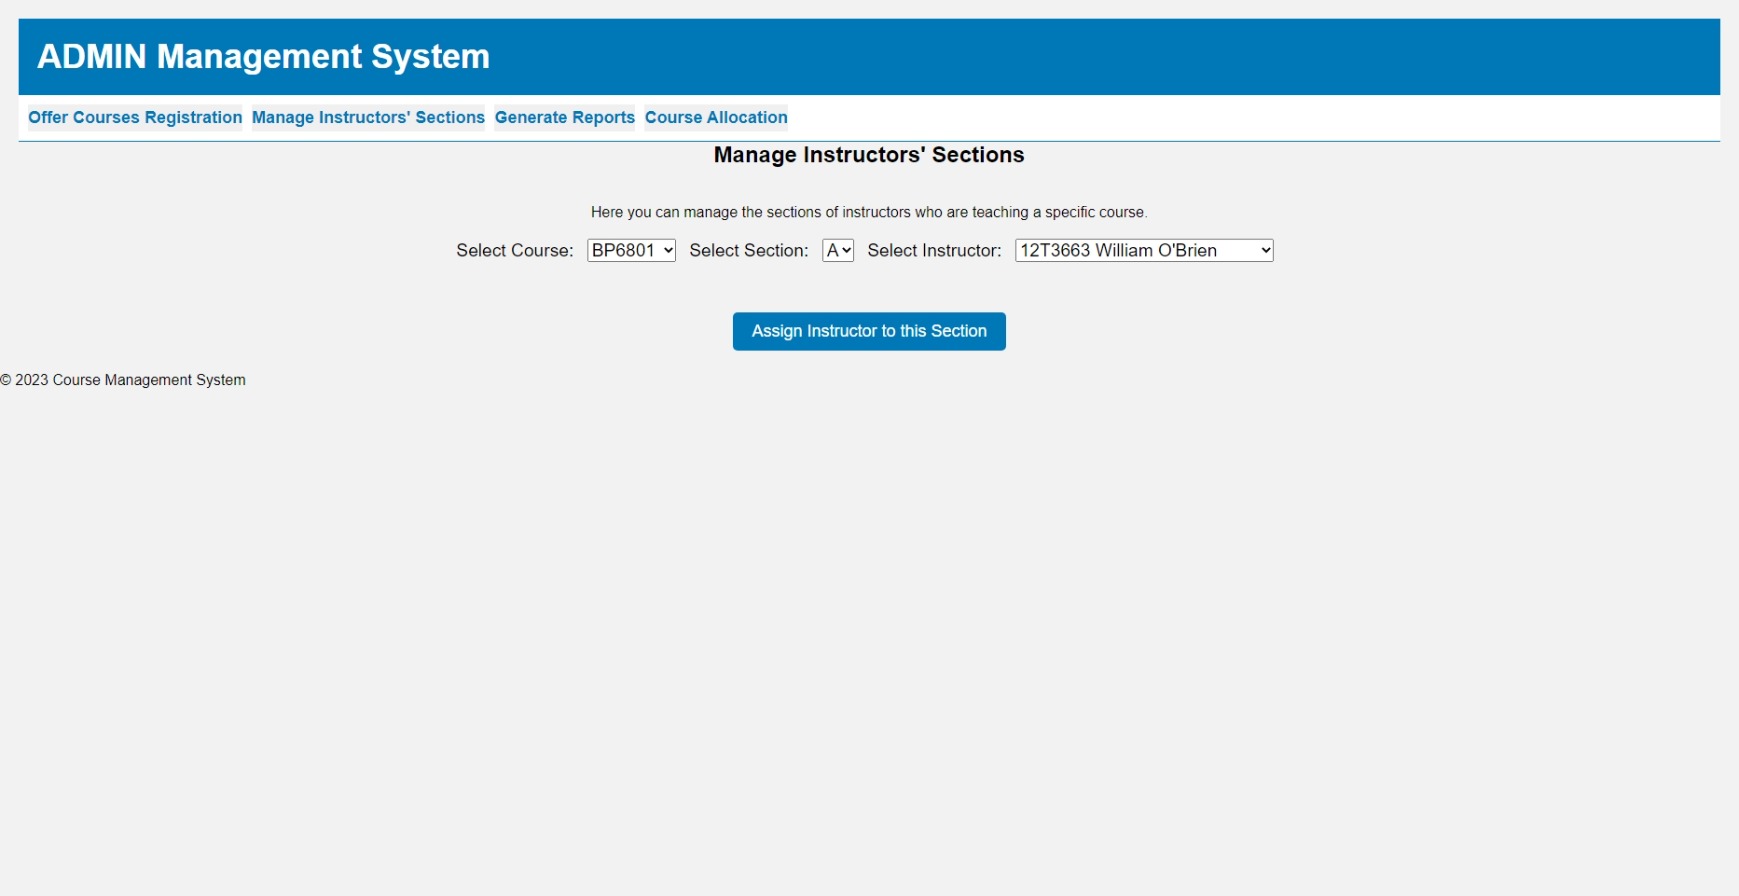 ADMIN Management System
Offer Courses Registration Manage Instructors' Sections Generate Reports Course Allocation
Manage Instructors' Sections
Here you can manage the sections of instructors who are teaching a specific course.
Select Course: BP6801 Select Section: A Select Instructor: 12T3663 William O'Brien
Assign Instructor to this Section
© 2023 Course Management System